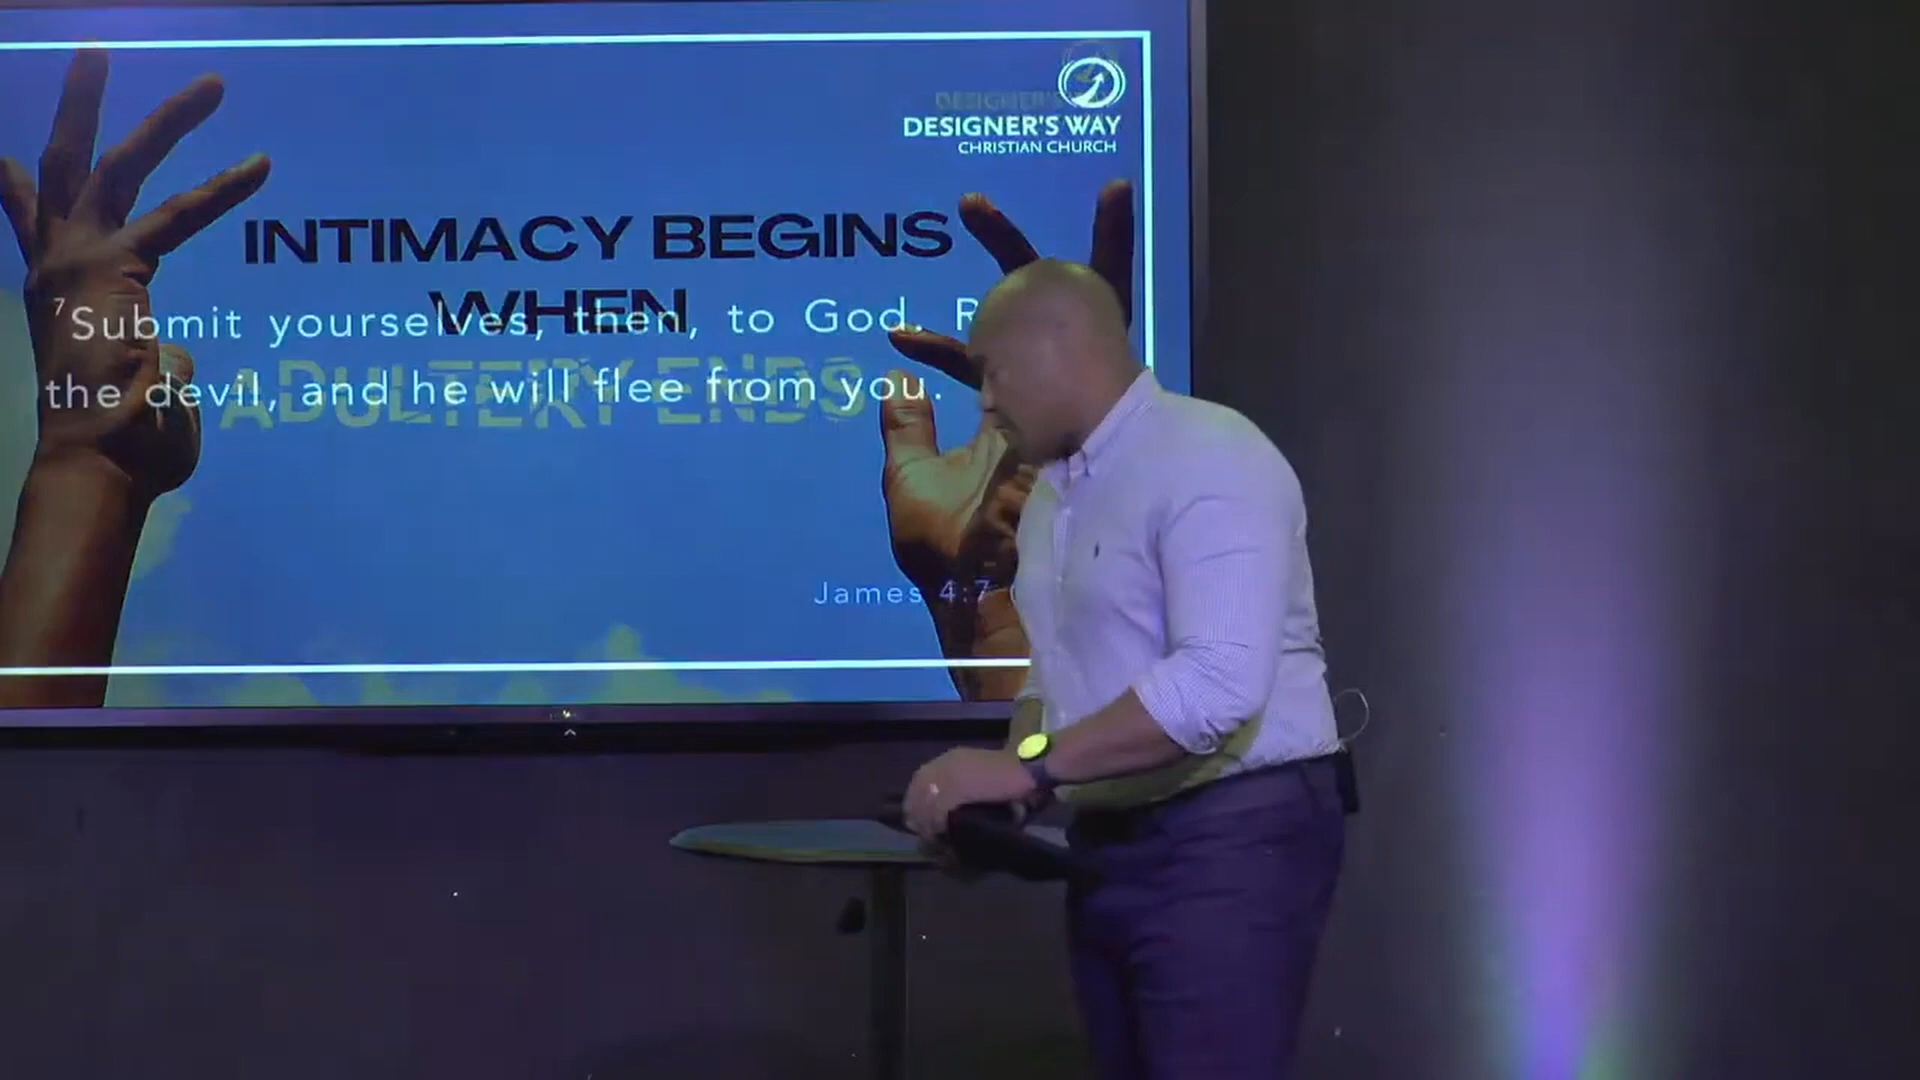 DESIGNER'S
DESIGNER'S WAY
CHRISTIAN CHURCH
INTIMACY BEGINS
WHEN
ADULTERY ENDS
7Submit yourselves, then, to God. R
the devil, and he will flee from you.
James 4:7 (